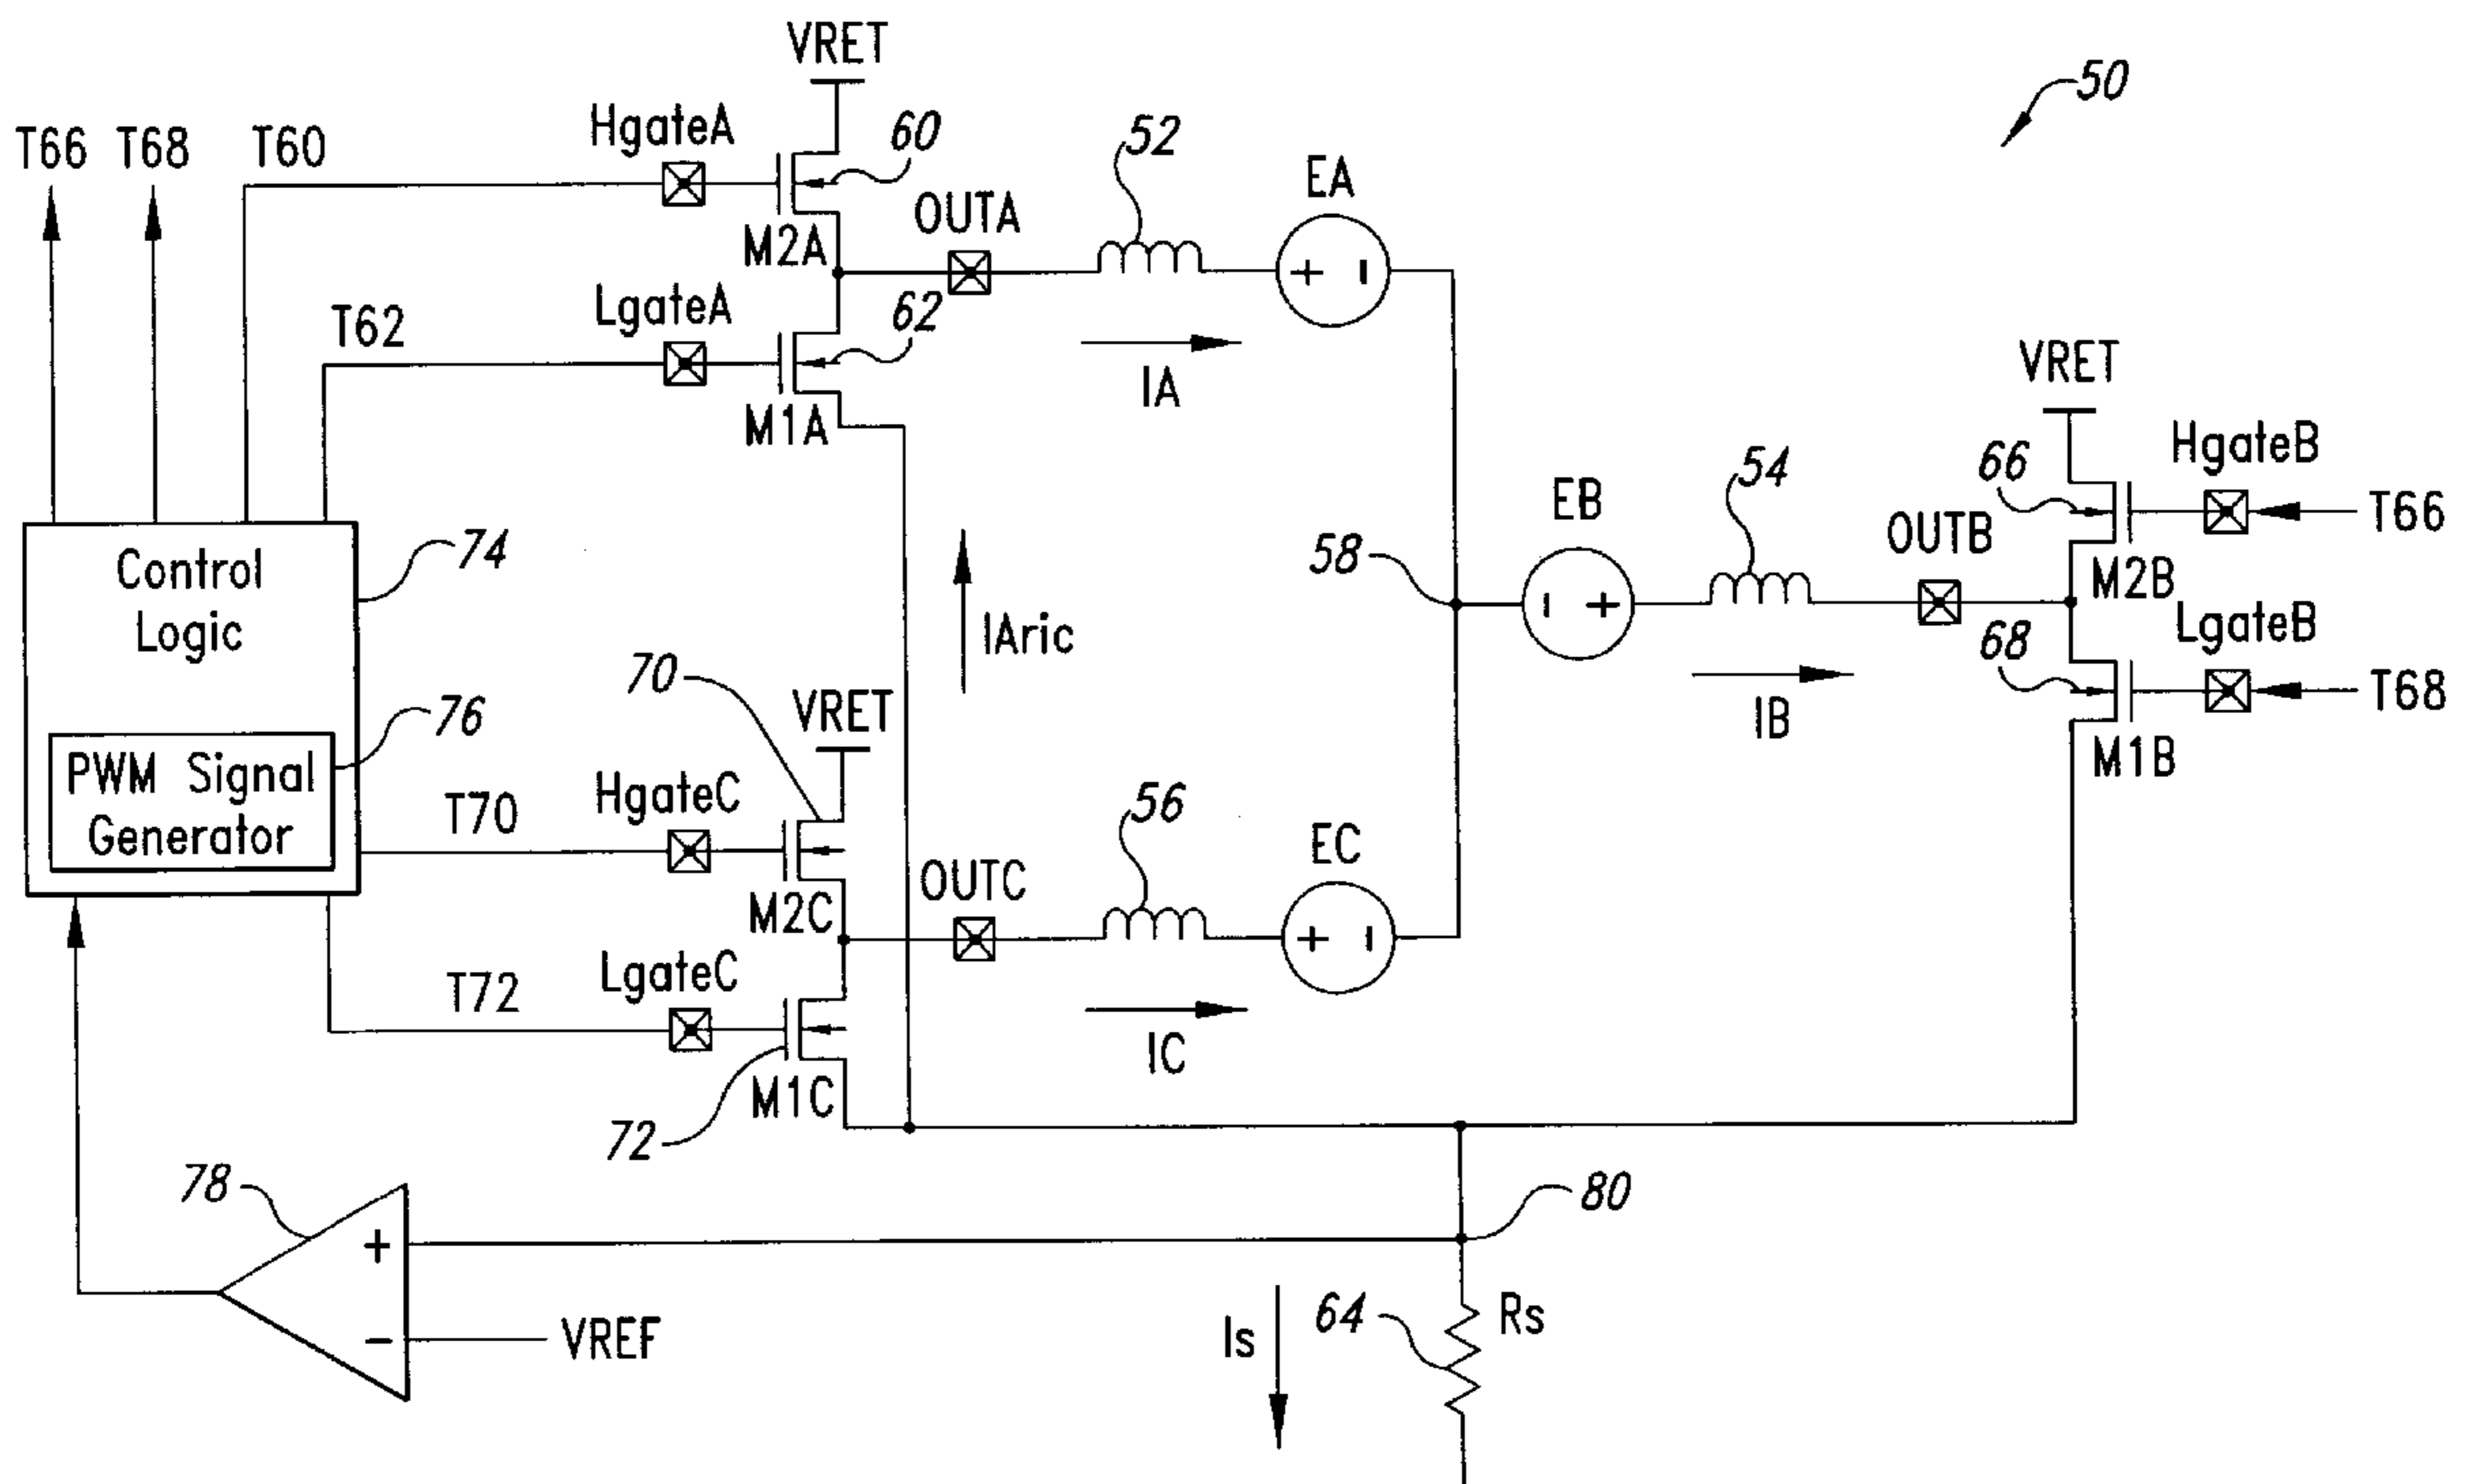 VRET
50
HgateA
60
52
EA
T66
T68
T60
OUTA
M2A
LgateA
62
T62
IA
M1A
VRET
HgateB
66
54
EB
T66
OUTB
58
M2B
LgateB
68
T68
IB
M1B
Control
Logic
74
IAric
70
VRET
76
PWM Signal
Generator
HgateC
T70
56
EC
OUTC
M2C
LgateC
T72
IC
M1C
72
78
+
80
−
VREF
Is
64
Rs
+ −
− +
+ −